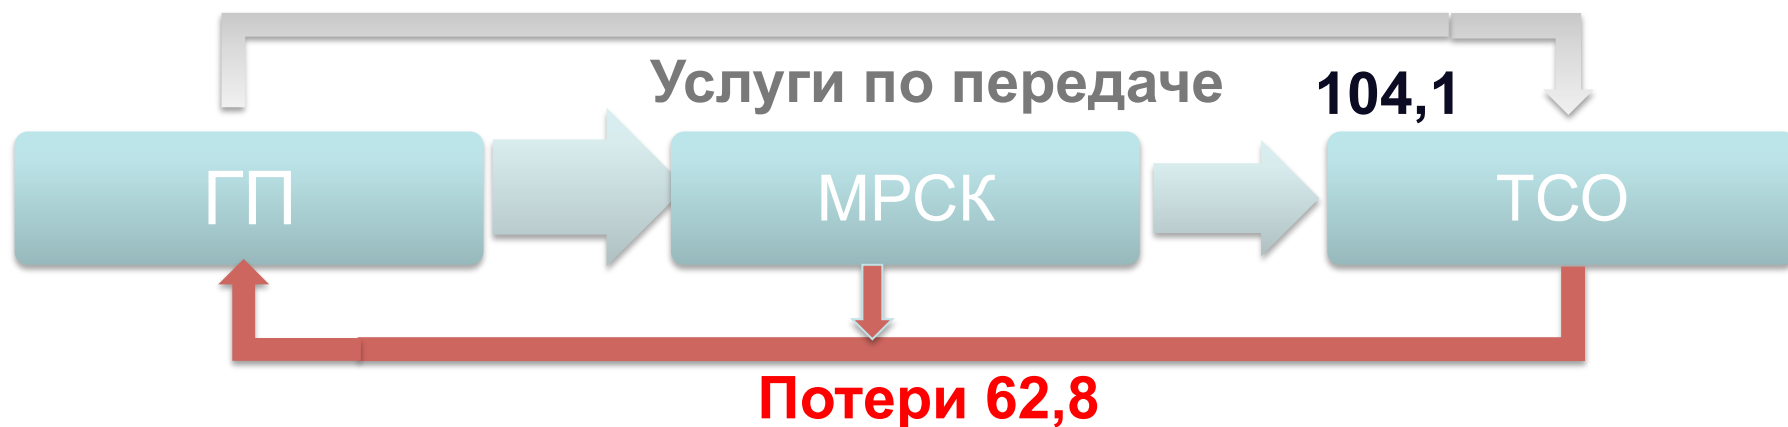 Услуги по передаче 104,1
ГП МРСК ТСО
Потери 62,8